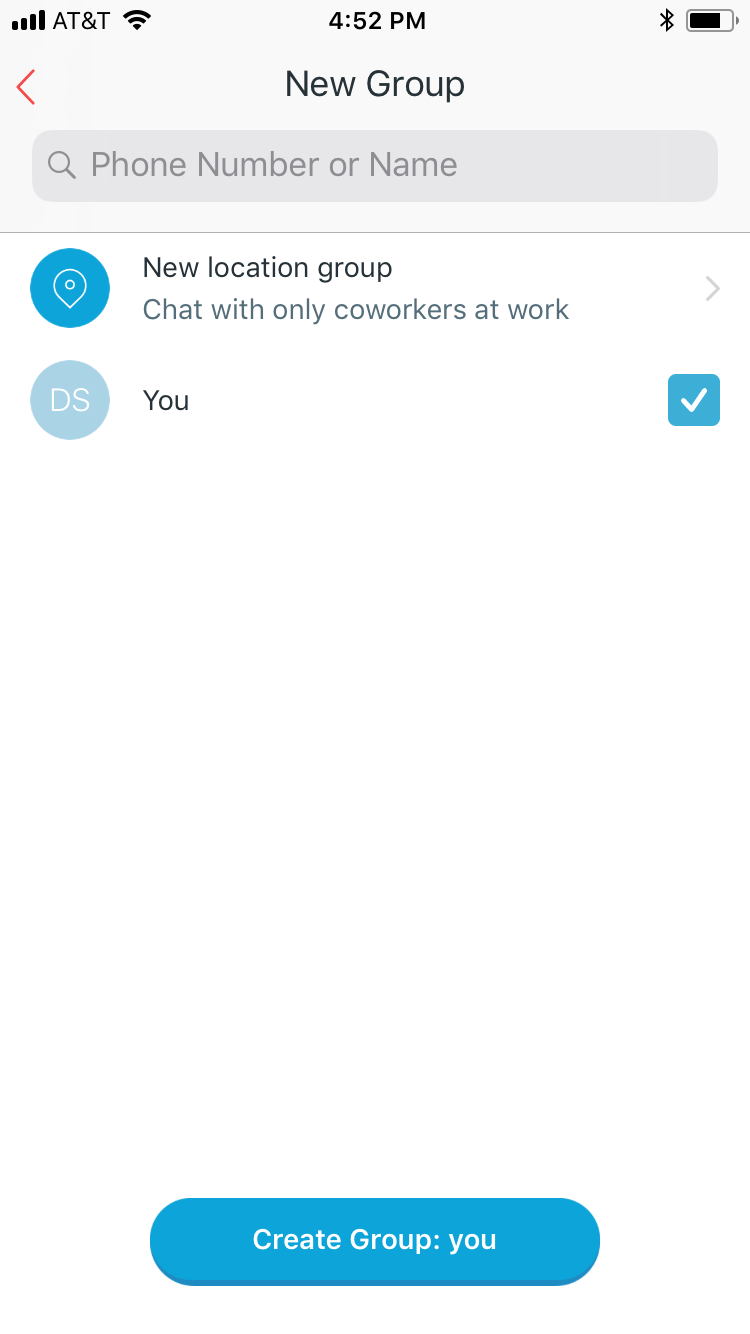 AT&T 4:52 PM
New Group
Phone Number or Name
New location group
Chat with only coworkers at work
DS You
Create Group: you